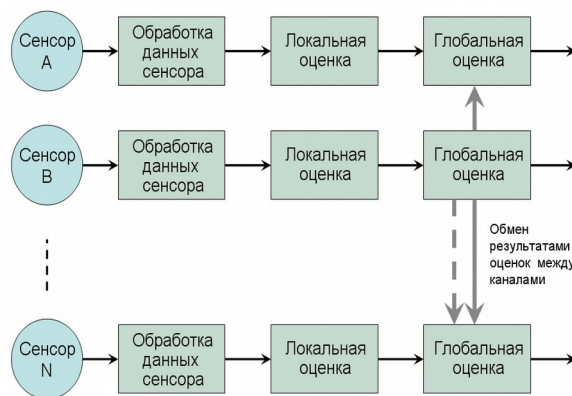 Сенсор
A
Обработка
данных
сенсора
Локальная
оценка
Глобальная
оценка
Сенсор
B
Обработка
данных
сенсора
Локальная
оценка
Глобальная
оценка
Обмен
результатами
оценок между
каналами
Сенсор
N
Обработка
данных
сенсора
Локальная
оценка
Глобальная
оценка